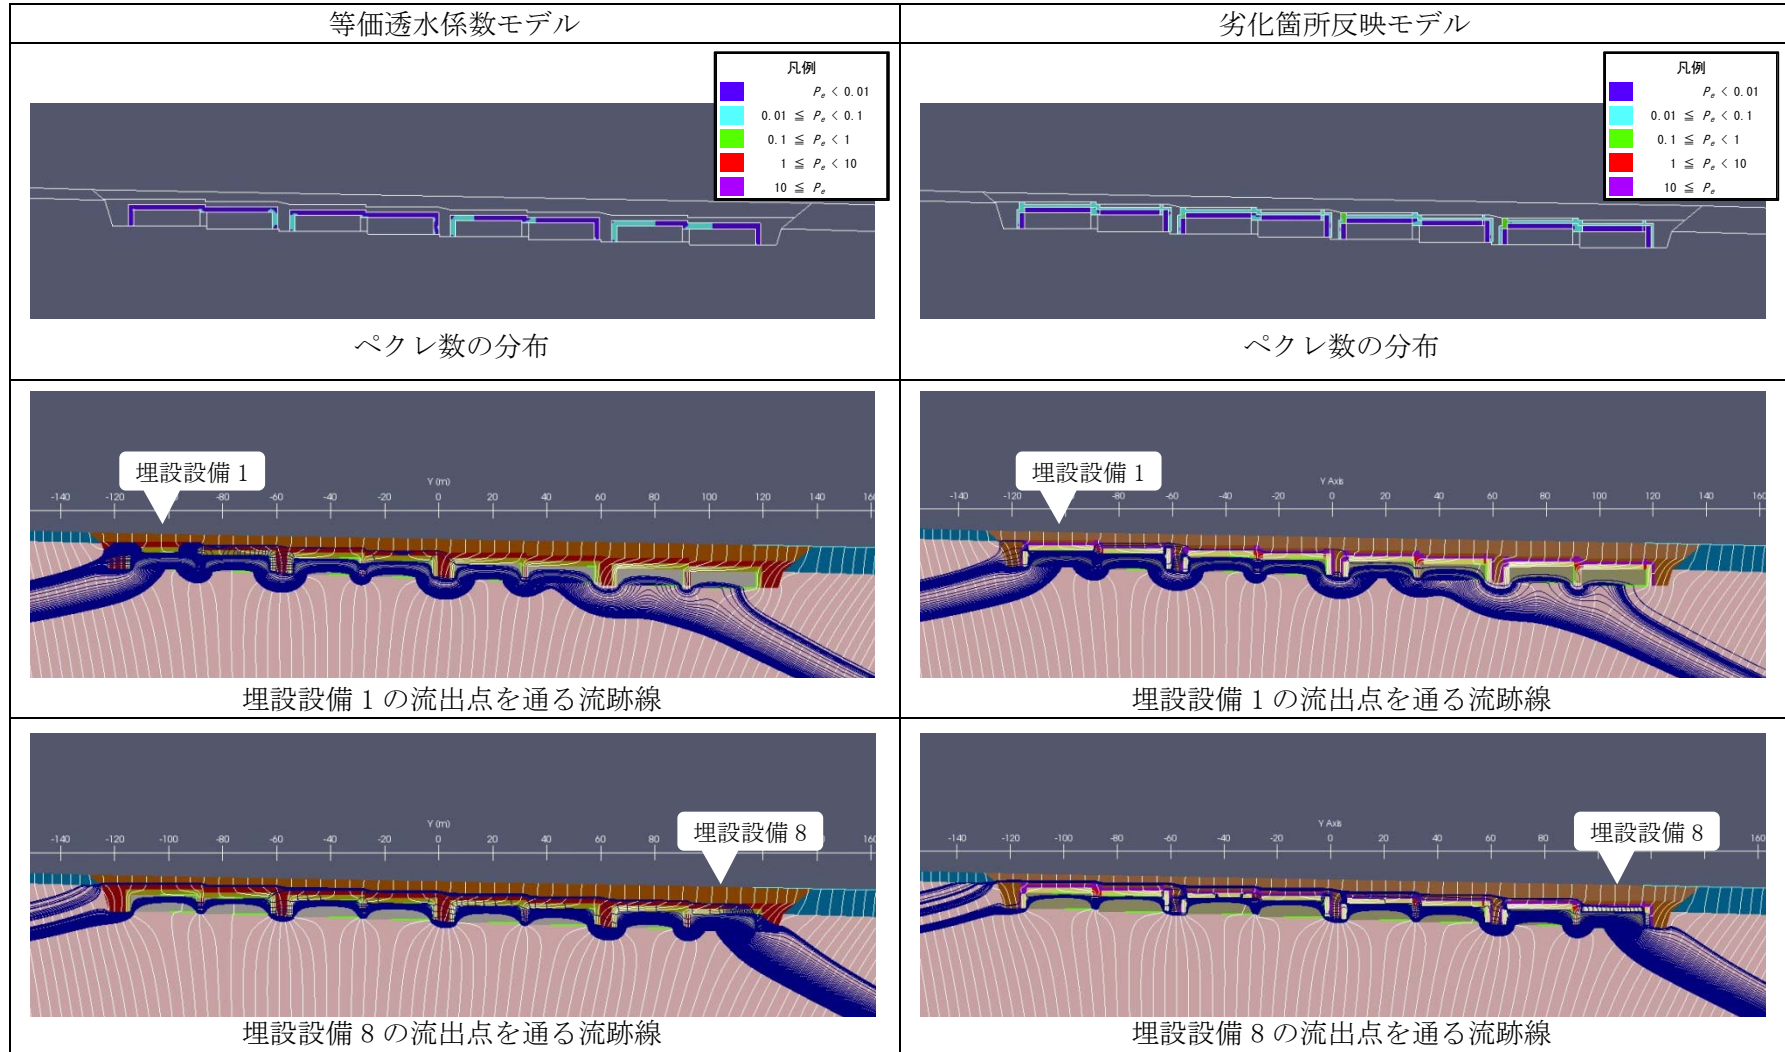 等価透水係数モデル
劣化箇所反映モデル
凡例
Pₑ < 0.01
0.01 ≦ Pₑ < 0.1
0.1 ≦ Pₑ < 1
1 ≦ Pₑ < 10
10 ≦ Pₑ
凡例
Pₑ < 0.01
0.01 ≦ Pₑ < 0.1
0.1 ≦ Pₑ < 1
1 ≦ Pₑ < 10
10 ≦ Pₑ
ペクレ数の分布
ペクレ数の分布
埋設設備 1
Y (m)
-140 -120 -80 -60 -40 -20 0 20 40 60 80 100 120 140 160
埋設設備 1
Y Axis
-140 -120 -80 -60 -40 -20 0 20 40 60 80 100 120 140 160
埋設設備 1 の流出点を通る流跡線
埋設設備 1 の流出点を通る流跡線
Y (m)
埋設設備 8
-140 -120 -100 -80 -60 -40 -20 0 20 40 60 80 160
Y Axis
埋設設備 8
-140 -120 -100 -80 -60 -40 -20 0 20 40 60 80 160
埋設設備 8 の流出点を通る流跡線
埋設設備 8 の流出点を通る流跡線